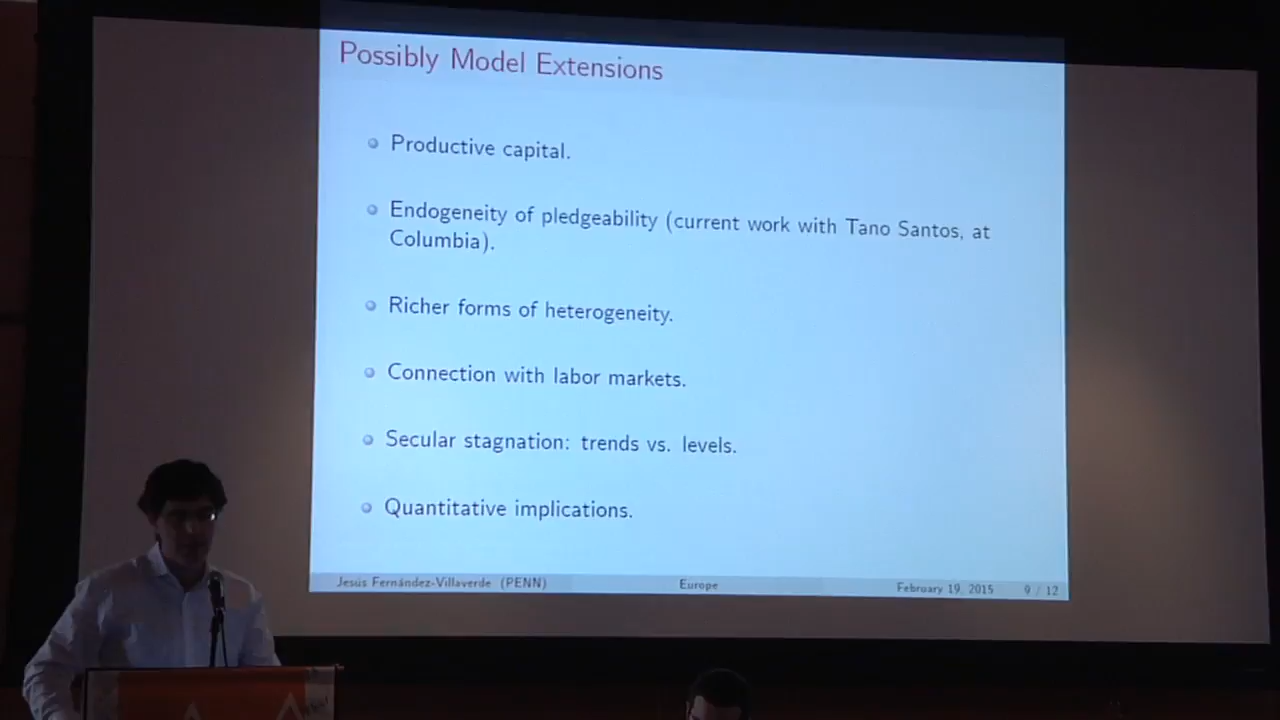 Possibly Model Extensions
Productive capital.
Endogeneity of pledgeability (current work with Tano Santos, at
Columbia).
Richer forms of heterogeneity.
Connection with labor markets.
Secular stagnation: trends vs. levels.
Quantitative implications.
Jesús Fernández-Villaverde (PENN) Europe February 19, 2015 9 / 12